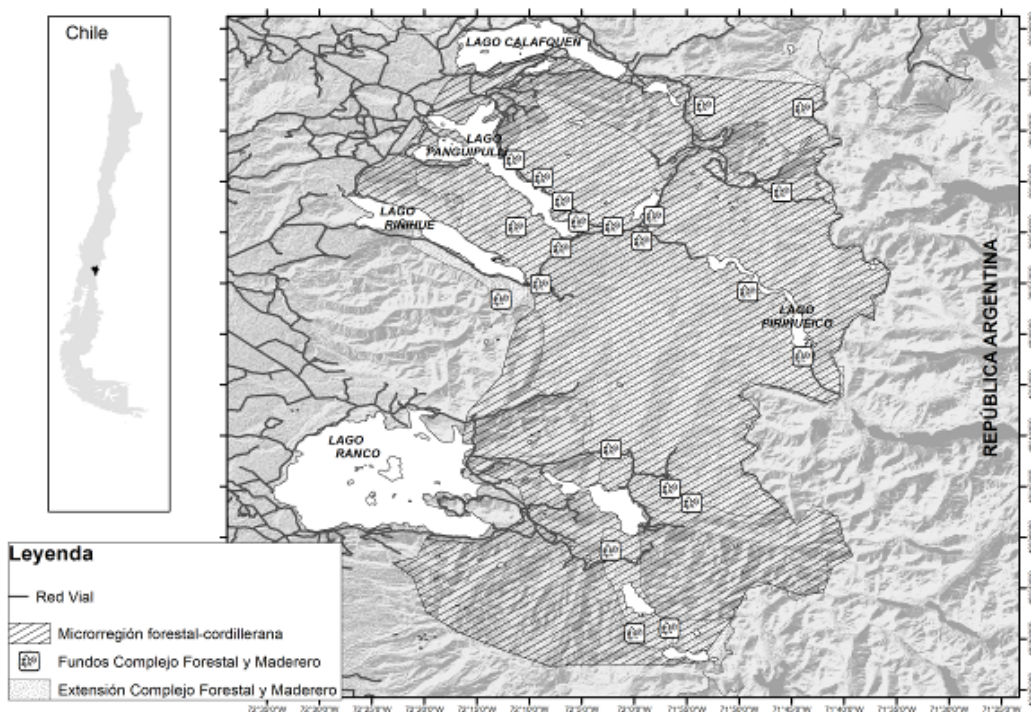 Chile
LAGO CALAFQUEN
LAGO
PANGUIPULLI
LAGO
RIÑIHUE
LAGO
PIRIHUEICO
REPÚBLICA ARGENTINA
LAGO
RANCO
Leyenda
Red Vial
Microrregión forestal-cordillerana
Fundos Complejo Forestal y Maderero
Extensión Complejo Forestal y Maderero